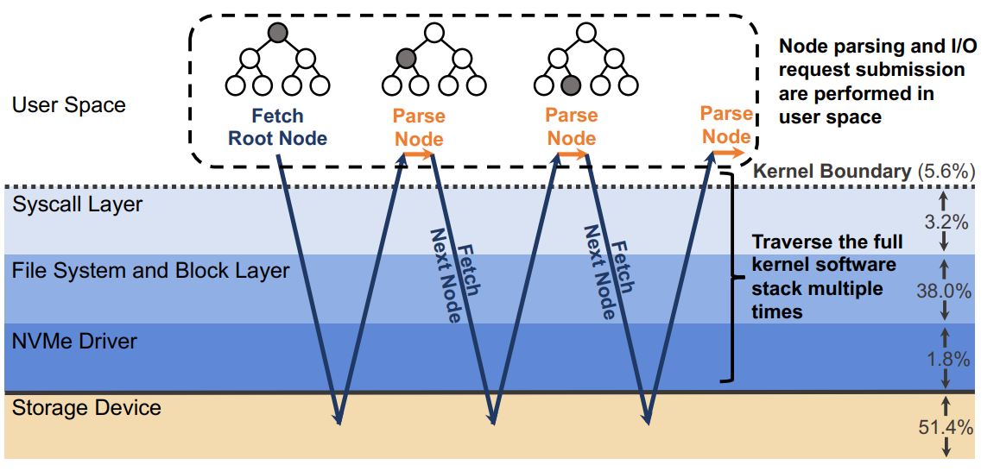 Node parsing and I/O
request submission
are performed in
user space
User Space
Fetch
Root Node
Parse
Node
Parse
Node
Parse
Node
Kernel Boundary (5.6%)
Syscall Layer
3.2%
Fetch
Next Node
Fetch
Next Node
Traverse the full
kernel software
stack multiple
times
File System and Block Layer
38.0%
NVMe Driver
1.8%
Storage Device
51.4%